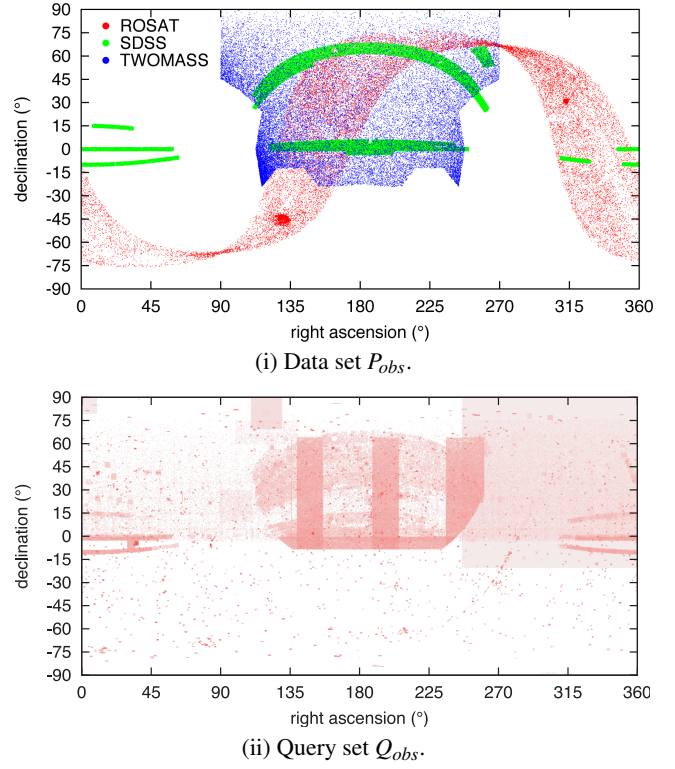 90
75
60
45
30
15
0
-15
-30
-45
-60
-75
-90
declination (°)
ROSAT
SDSS
TWOMASS
0 45 90 135 180 225 270 315 360
right ascension (°)
(i) Data set P_obs.
90
75
60
45
30
15
0
-15
-30
-45
-60
-75
-90
declination (°)
0 45 90 135 180 225 270 315 360
right ascension (°)
(ii) Query set Q_obs.